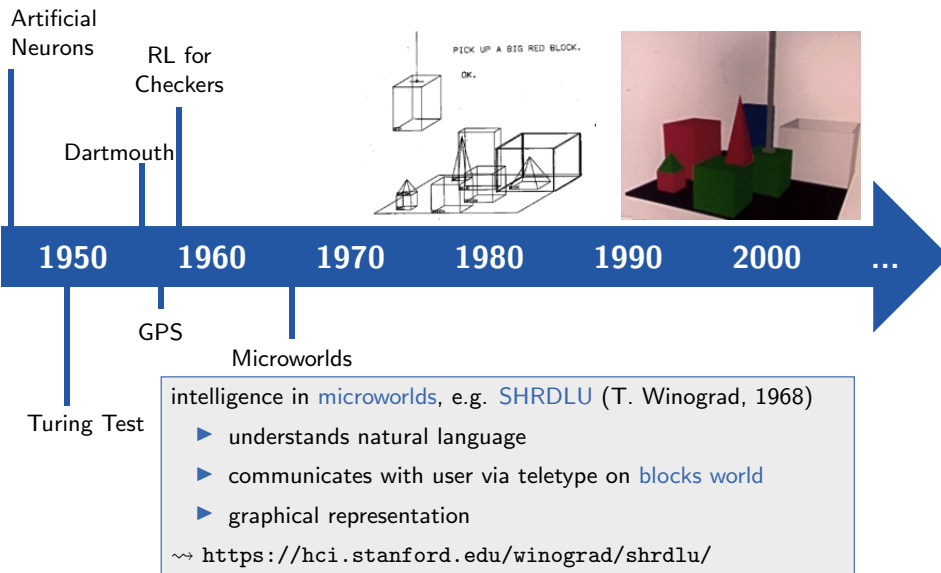 Artificial
Neurons
RL for
Checkers
Dartmouth
PICK UP A BIG RED BLOCK.
OK.
1950 1960 1970 1980 1990 2000 ...
GPS
Microworlds
Turing Test
intelligence in microworlds, e.g. SHRDLU (T. Winograd, 1968)
▶ understands natural language
▶ communicates with user via teletype on blocks world
▶ graphical representation
⇝ https://hci.stanford.edu/winograd/shrdlu/